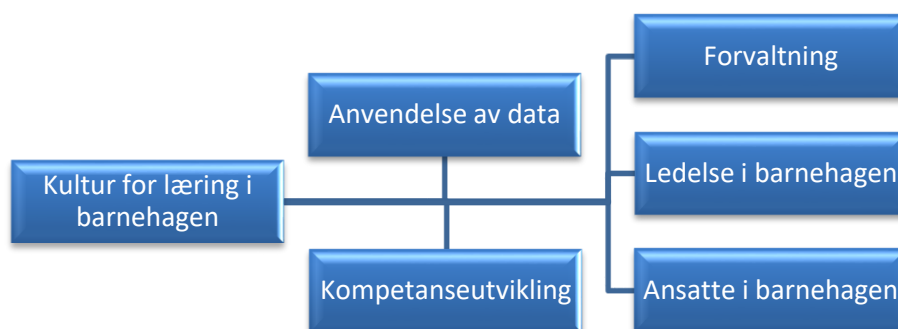 Kultur for læring i
barnehagen
Anvendelse av data
Kompetanseutvikling
Forvaltning
Ledelse i barnehagen
Ansatte i barnehagen